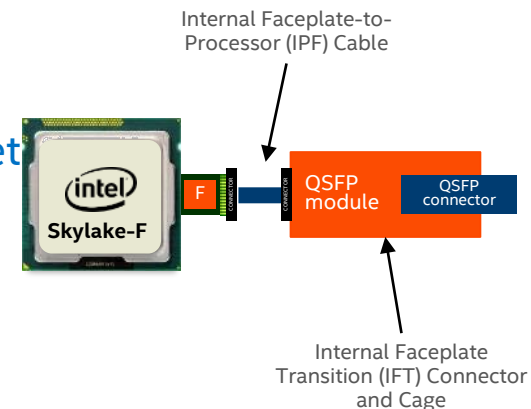 Internal Faceplate-to-
Processor (IPF) Cable
et
intel
Skylake-F
F
CONNECTOR
CONNECTOR
QSFP
module
QSFP
connector
Internal Faceplate
Transition (IFT) Connector
and Cage